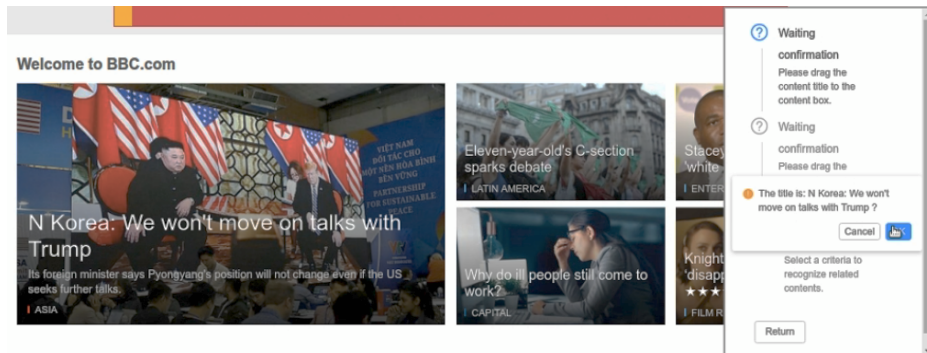 Welcome to BBC.com
VIỆT NAM
ĐỐI TÁC CHO
MỘT NỀN HÒA BÌNH
BỀN VỮNG
PARTNERSHIP
FOR SUSTAINABLE
PEACE
N Korea: We won't move on talks with
Trump
Its foreign minister says Pyongyang's position will not change even if the US
seeks further talks.
ASIA
Eleven-year-old's C-section
sparks debate
LATIN AMERICA
Why do ill people still come to
work?
CAPITAL
Stacey
'white
ENTER
Knight
'disapp
★★★
FILM R
Waiting
confirmation
Please drag the
content title to the
content box.
Waiting
confirmation
Please drag the
The title is: N Korea: We won't
move on talks with Trump ?
Cancel
Select a criteria to
recognize related
contents.
Return